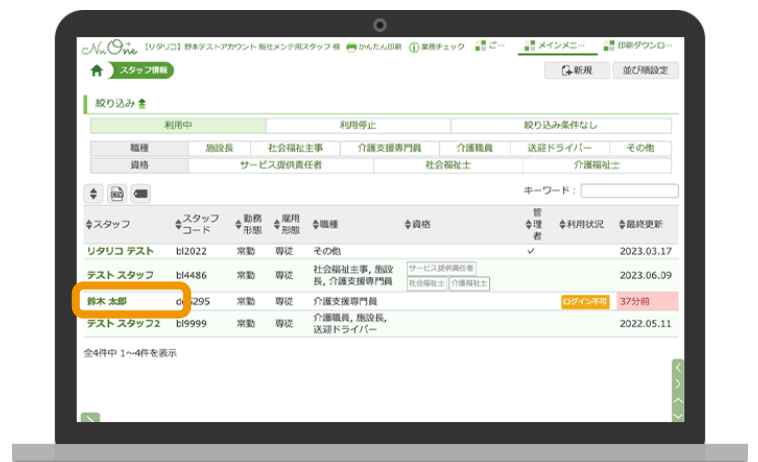 NuOne 【リタリコ】野本テストアカウント 販社メンテ用スタッフ 様 かんたん印刷 業務チェック ご… メインメニ… 印刷ダウンロ…
スタッフ情報 新規 並び順設定
絞り込み
利用中 利用停止 絞り込み条件なし
職種 施設長 社会福祉主事 介護支援専門員 介護職員 送迎ドライバー その他
資格 サービス提供責任者 社会福祉士 介護福祉士
キーワード：
スタッフ スタッフコード 勤務形態 雇用形態 職種 資格 管理者 利用状況 最終更新
リタリコ テスト bl2022 常勤 専従 その他 ✓ 2023.03.17
テスト スタッフ bl4486 常勤 専従 社会福祉主事, 施設長, 介護支援専門員 サービス提供責任者 社会福祉士 介護福祉士 2023.06.09
鈴木 太郎 5295 常勤 専従 介護支援専門員 ログイン不可 37分前
テスト スタッフ2 bl9999 常勤 専従 介護職員, 施設長, 送迎ドライバー 2022.05.11
全4件中 1〜4件を表示